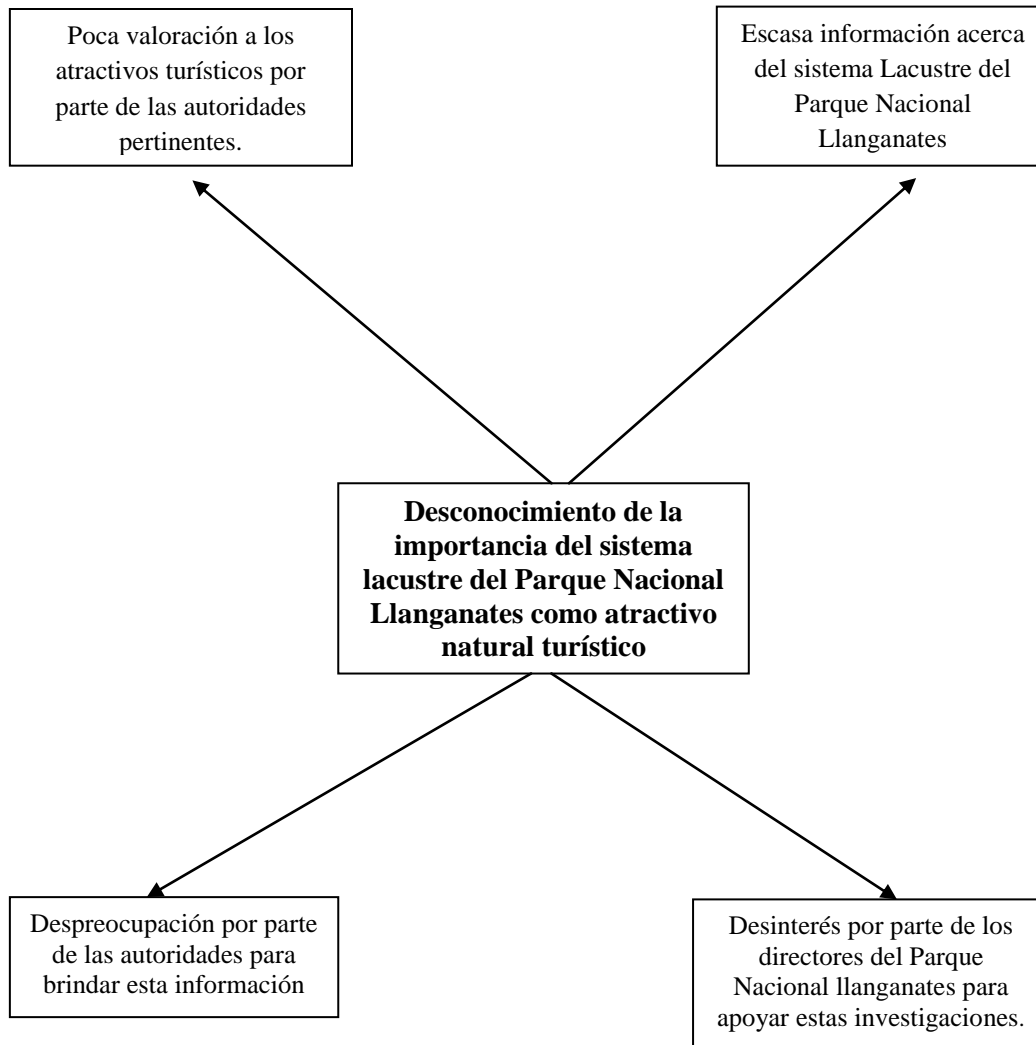 Poca valoración a los
atractivos turísticos por
parte de las autoridades
pertinentes.
Escasa información acerca
del sistema Lacustre del
Parque Nacional
Llanganates
Desconocimiento de la
importancia del sistema
lacustre del Parque Nacional
Llanganates como atractivo
natural turístico
Despreocupación por parte
de las autoridades para
brindar esta información
Desinterés por parte de los
directores del Parque
Nacional llanganates para
apoyar estas investigaciones.